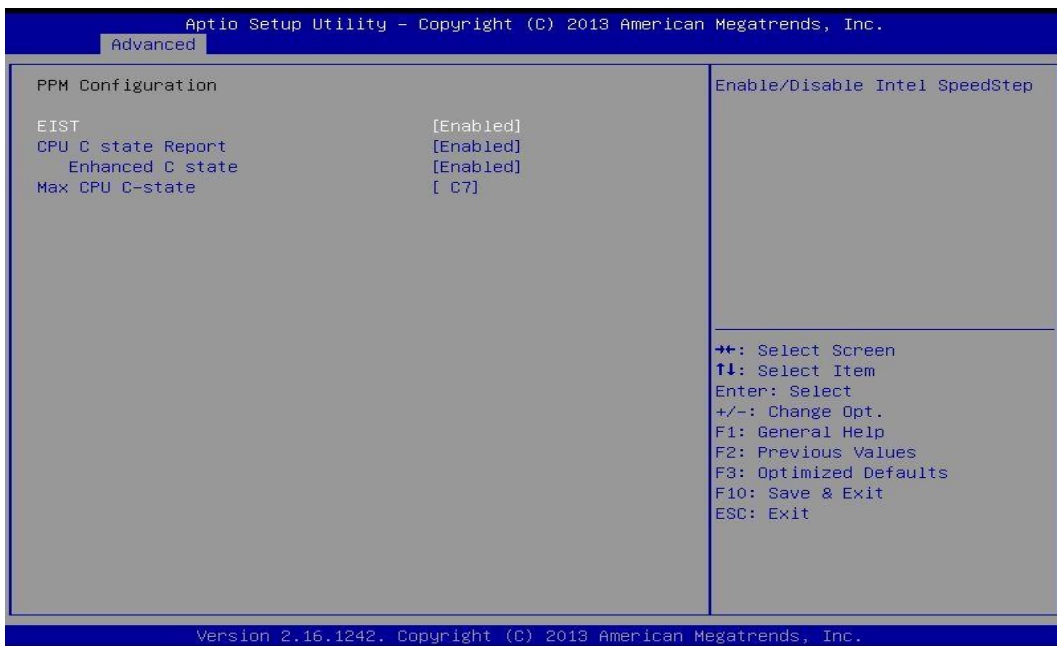 Aptio Setup Utility – Copyright (C) 2013 American Megatrends, Inc.
Advanced
PPM Configuration
EIST [Enabled]
CPU C state Report [Enabled]
Enhanced C state [Enabled]
Max CPU C-state [ C7]
Enable/Disable Intel SpeedStep
→←: Select Screen
↑↓: Select Item
Enter: Select
+/-: Change Opt.
F1: General Help
F2: Previous Values
F3: Optimized Defaults
F10: Save & Exit
ESC: Exit
Version 2.16.1242. Copyright (C) 2013 American Megatrends, Inc.